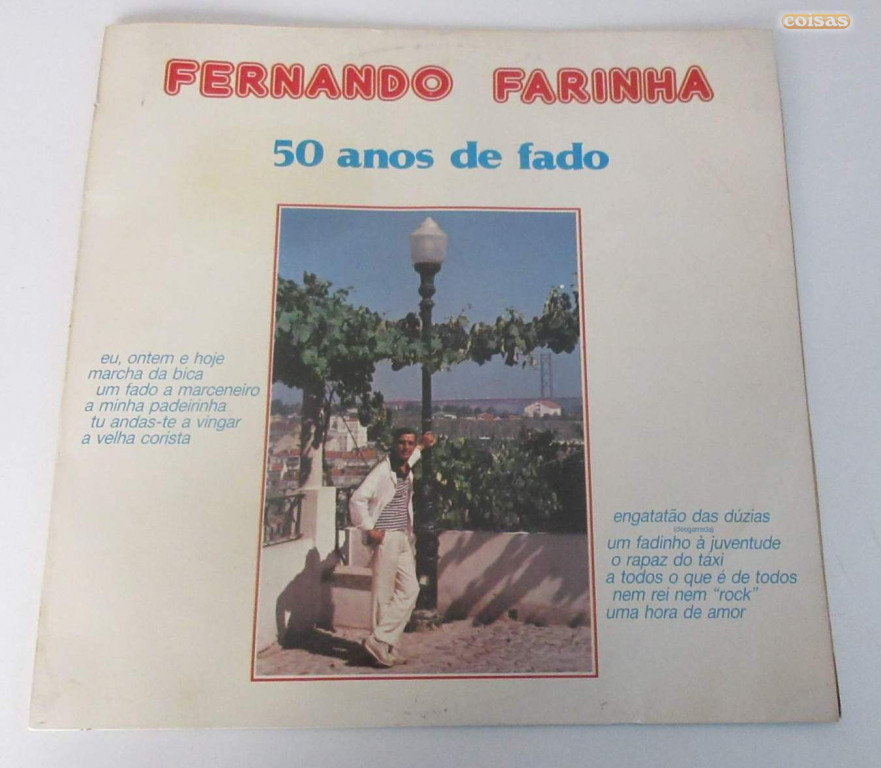 coisas
FERNANDO FARINHA
50 anos de fado
eu, ontem e hoje
marcha da bica
um fado a marceneiro
a minha padeirinha
tu andas-te a vingar
a velha corista
engatatão das dúzias
(desgarrada)
um fadinho à juventude
o rapaz do táxi
a todos o que é de todos
nem rei nem "rock"
uma hora de amor